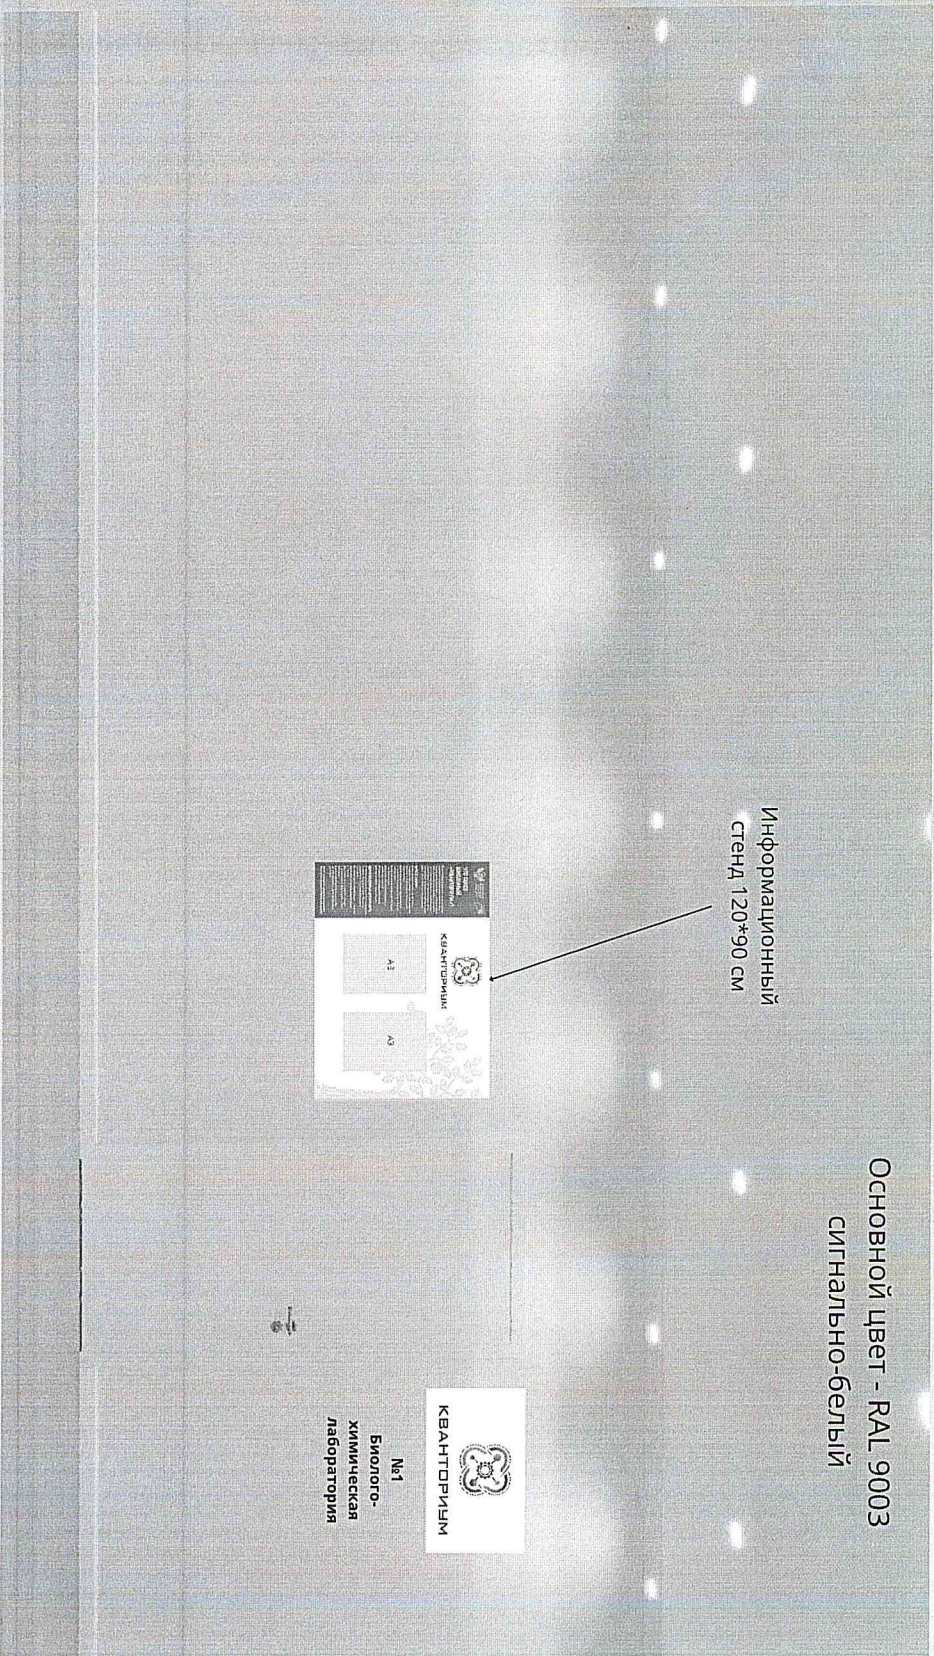 Основной цвет - RAL 9003
сигнально-белый
Информационный
стенд 120*90 см
КВАНТОРИУМ
А3
А3
КВАНТОРИУМ
№1
Биолого-
химическая
лаборатория